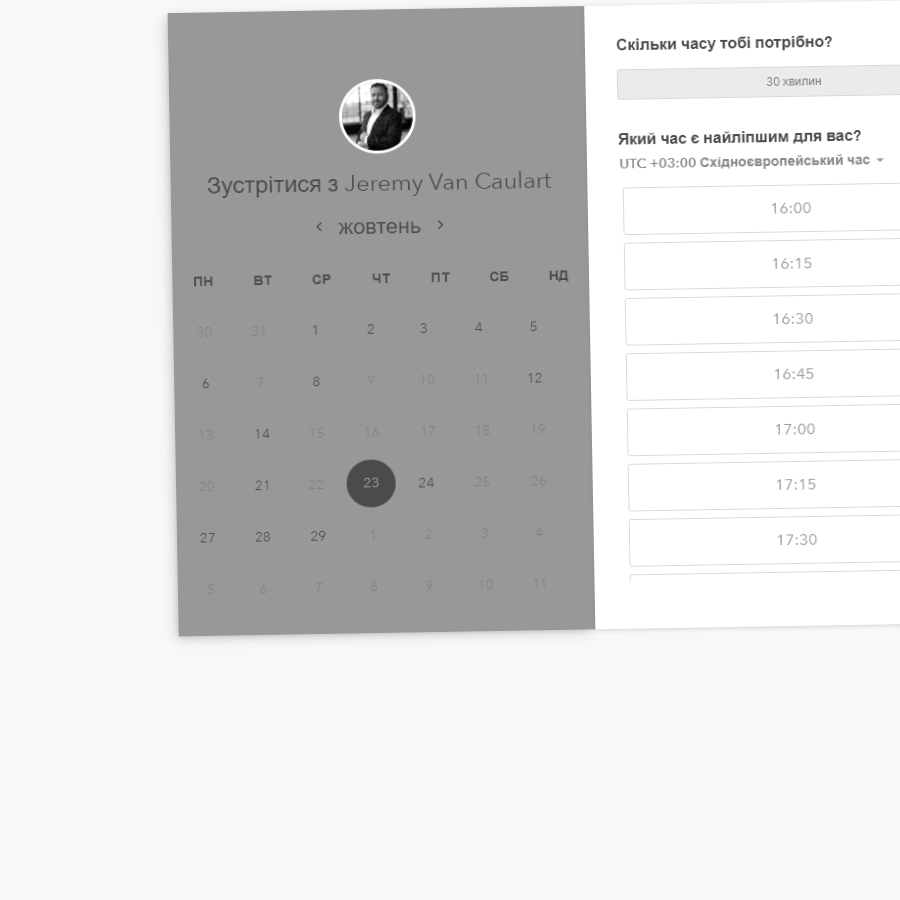 Зустрітися з Jeremy Van Caulart
жовтень
ПН ВТ СР ЧТ ПТ СБ НД
30 31 1 2 3 4 5
6 7 8 9 10 11 12
13 14 15 16 17 18 19
20 21 22 23 24 25 26
27 28 29 1 2 3 4
5 6 7 8 9 10 11
Скільки часу тобі потрібно?
30 хвилин
Який час є найліпшим для вас?
UTC +03:00 Східноєвропейський час
16:00
16:15
16:30
16:45
17:00
17:15
17:30